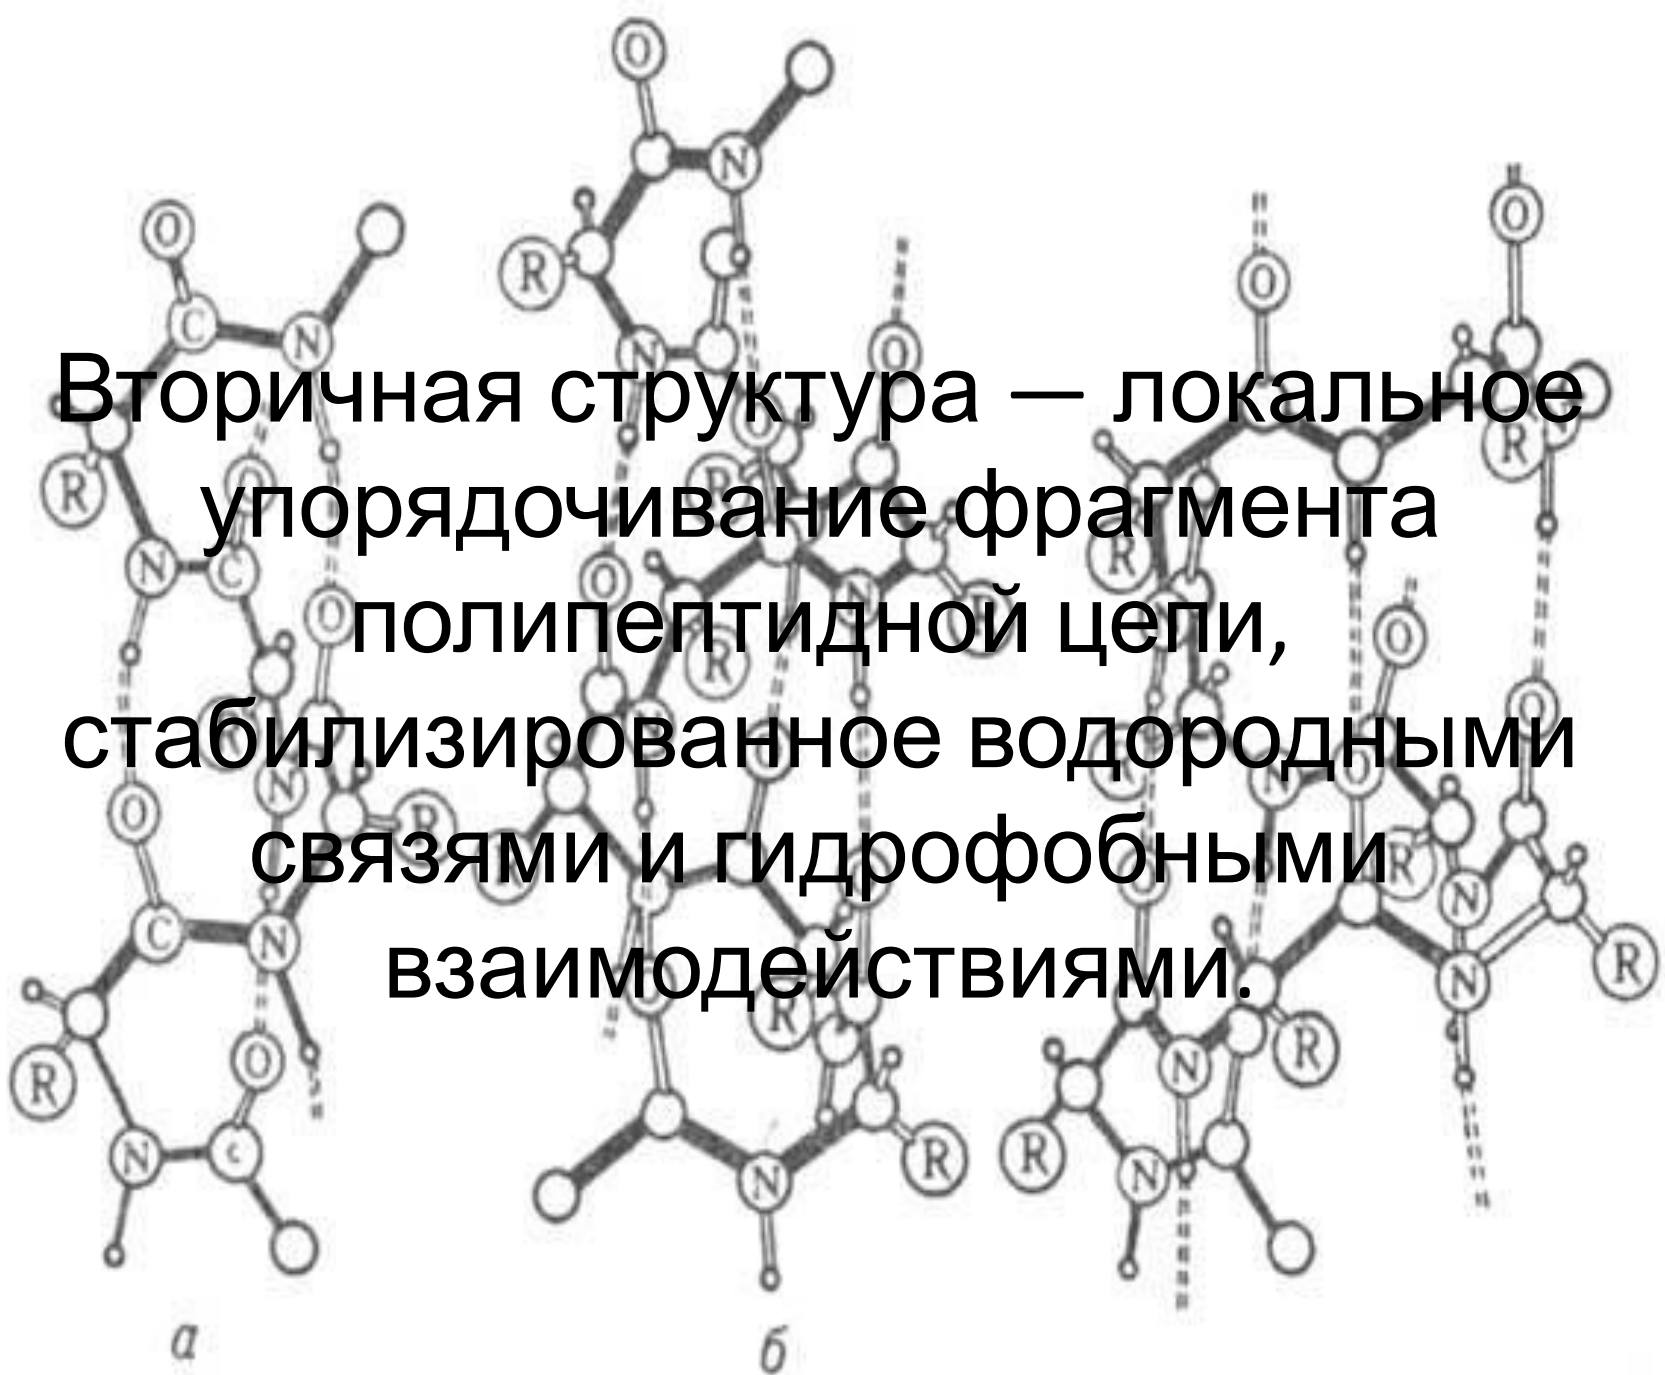 Вторичная структура — локальное
упорядочивание фрагмента
полипептидной цепи,
стабилизированное водородными
связями и гидрофобными
взаимодействиями.
а
б